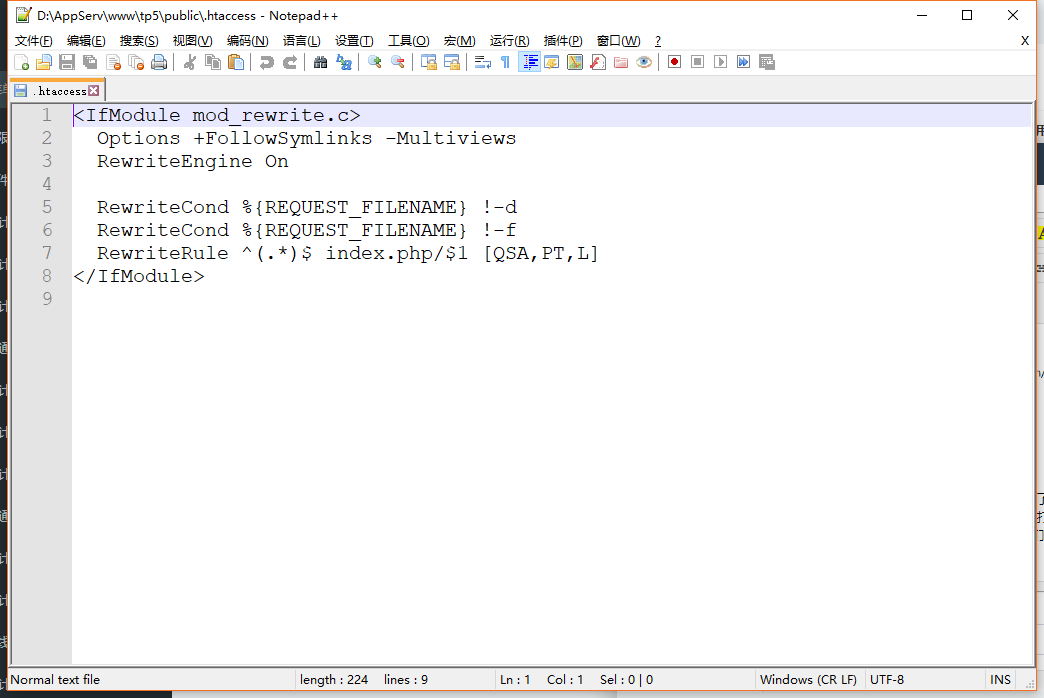 D:\AppServ\www\tp5\public\.htaccess - Notepad++
文件(F) 编辑(E) 搜索(S) 视图(V) 编码(N) 语言(L) 设置(T) 工具(O) 宏(M) 运行(R) 插件(P) 窗口(W) ? X
.htaccess
1 <IfModule mod_rewrite.c>
2 Options +FollowSymlinks -Multiviews
3 RewriteEngine On
4
5 RewriteCond %{REQUEST_FILENAME} !-d
6 RewriteCond %{REQUEST_FILENAME} !-f
7 RewriteRule ^(.*)$ index.php/$1 [QSA,PT,L]
8 </IfModule>
9
Normal text file length : 224 lines : 9 Ln : 1 Col : 1 Sel : 0 | 0 Windows (CR LF) UTF-8 INS